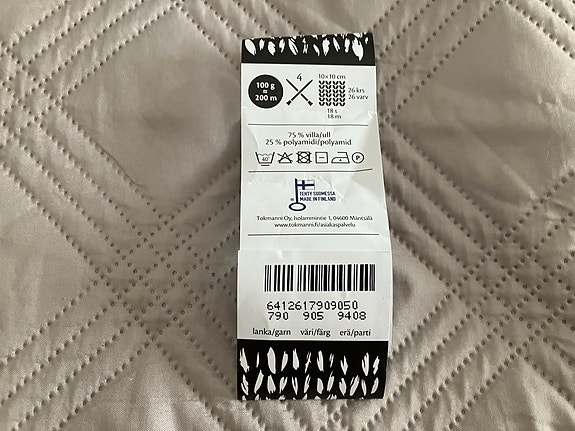 100 g
=
200 m
4
10x10 cm
26 krs
26 varv
18 s
18 m
75 % villa/ull
25 % polyamidi/polyamid
40
P
TEHTY SUOMESSA
MADE IN FINLAND
Tokmanni Oy, Isolammintie 1, 04600 Mäntsälä
www.tokmanni.fi/asiakaspalvelu
6412617909050
790 905 9408
lanka/garn väri/färg erä/parti